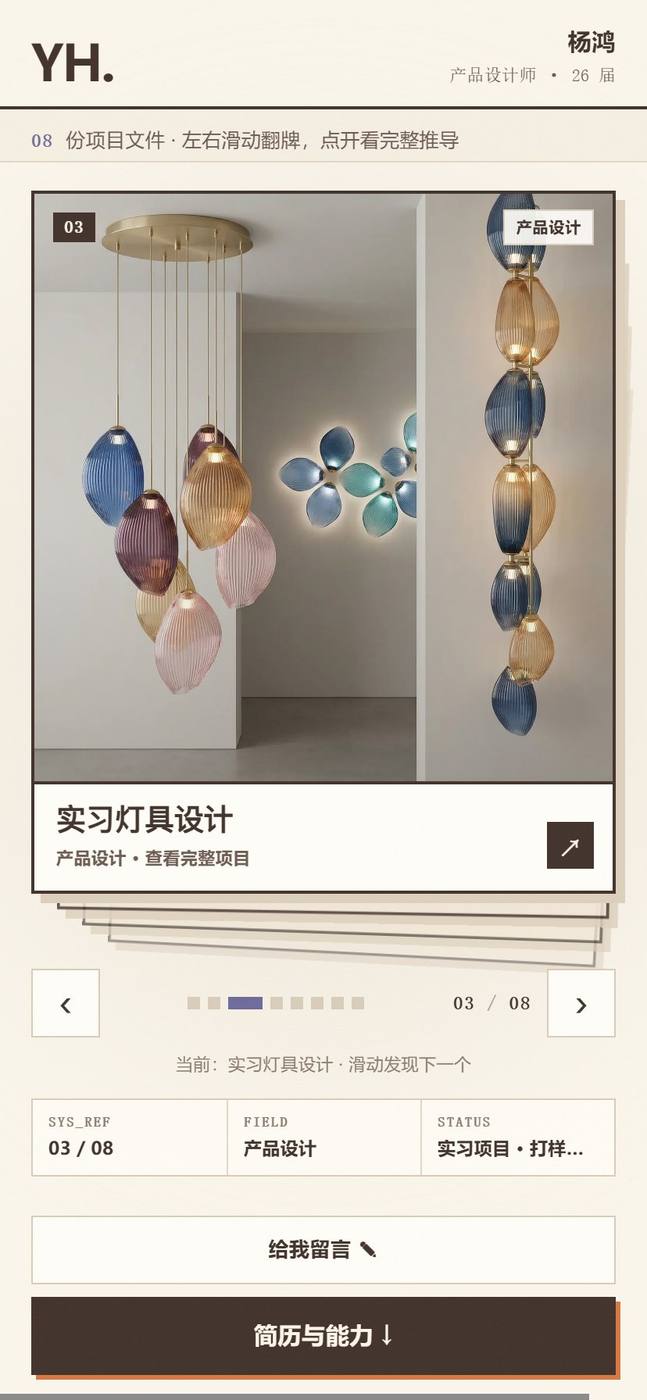 YH.
杨鸿
产品设计师 • 26 届
08 份项目文件 · 左右滑动翻牌，点开看完整推导
03
产品设计
实习灯具设计
产品设计 • 查看完整项目
↗
‹
03 / 08
›
当前：实习灯具设计 · 滑动发现下一个
SYS_REF
03 / 08
FIELD
产品设计
STATUS
实习项目 • 打样...
给我留言 ✎
简历与能力 ↓